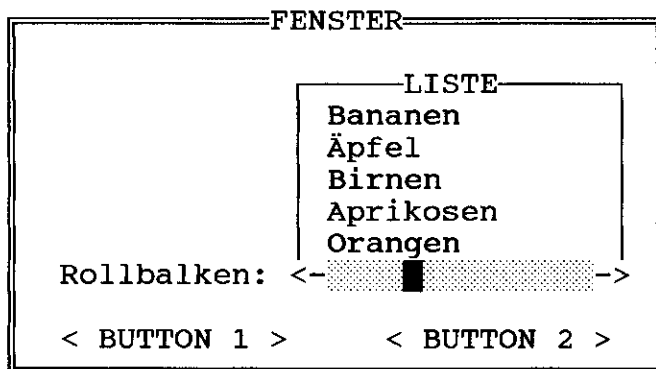 FENSTER
LISTE
Bananen
Äpfel
Birnen
Aprikosen
Orangen
Rollbalken: <- ->
< BUTTON 1 > < BUTTON 2 >